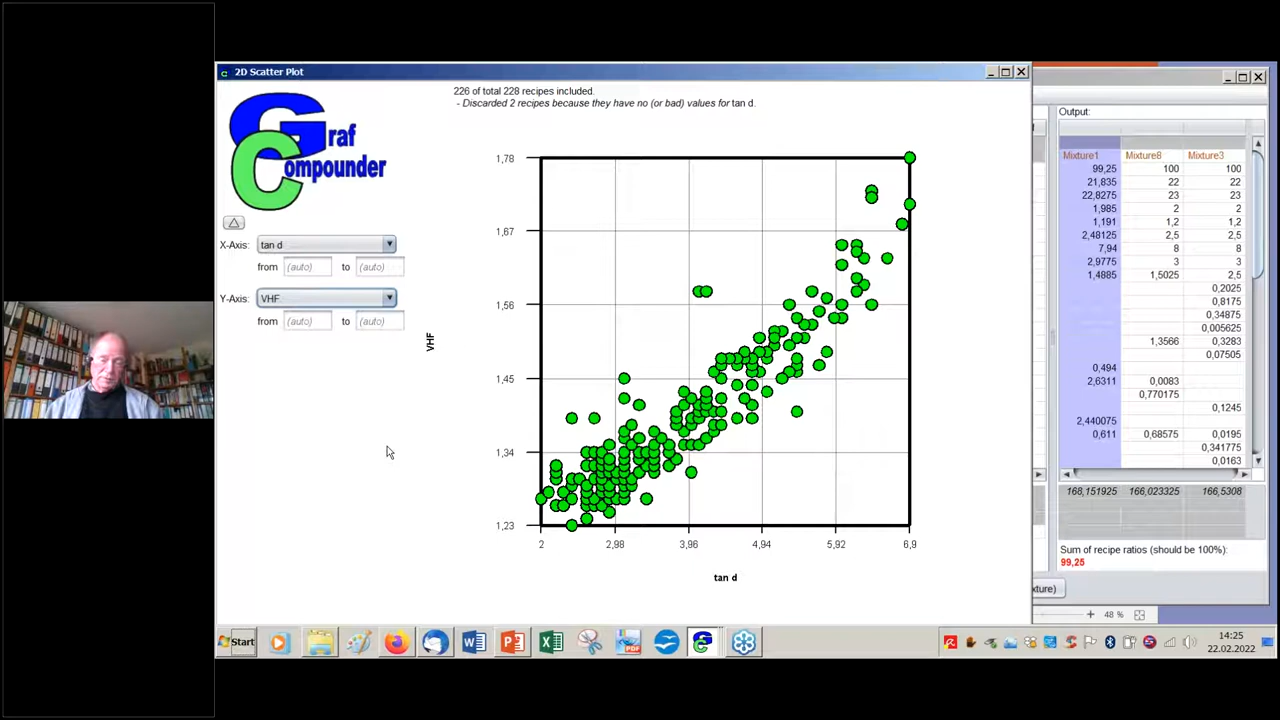 2D Scatter Plot
226 of total 228 recipes included.
- Discarded 2 recipes because they have no (or bad) values for tan d.
Graf
Compounder
X-Axis:
tan d
from
(auto)
to
(auto)
Y-Axis:
VHF
from
(auto)
to
(auto)
VHF
1,78
1,67
1,56
1,45
1,34
1,23
2
2,98
3,96
4,94
5,92
6,9
tan d
Output:
Mixture1 Mixture8 Mixture3
99,25 100 100
21,835 22 22
22,8275 23 23
1,985 2 2
1,191 1,2 1,2
2,48125 2,5 2,5
7,94 8 8
2,9775 3 3
1,4885 1,5025 2,5
0,2025
0,8175
0,34875
0,005625
1,3566 0,3283
0,07505
0,494
2,6311 0,0083
0,770175
0,1245
2,440075
0,611 0,68575 0,0195
0,341775
0,0163
168,151925 166,023325 166,5308
Sum of recipe ratios (should be 100%):
99,25
xture)
48 %
Start
14:25
22.02.2022